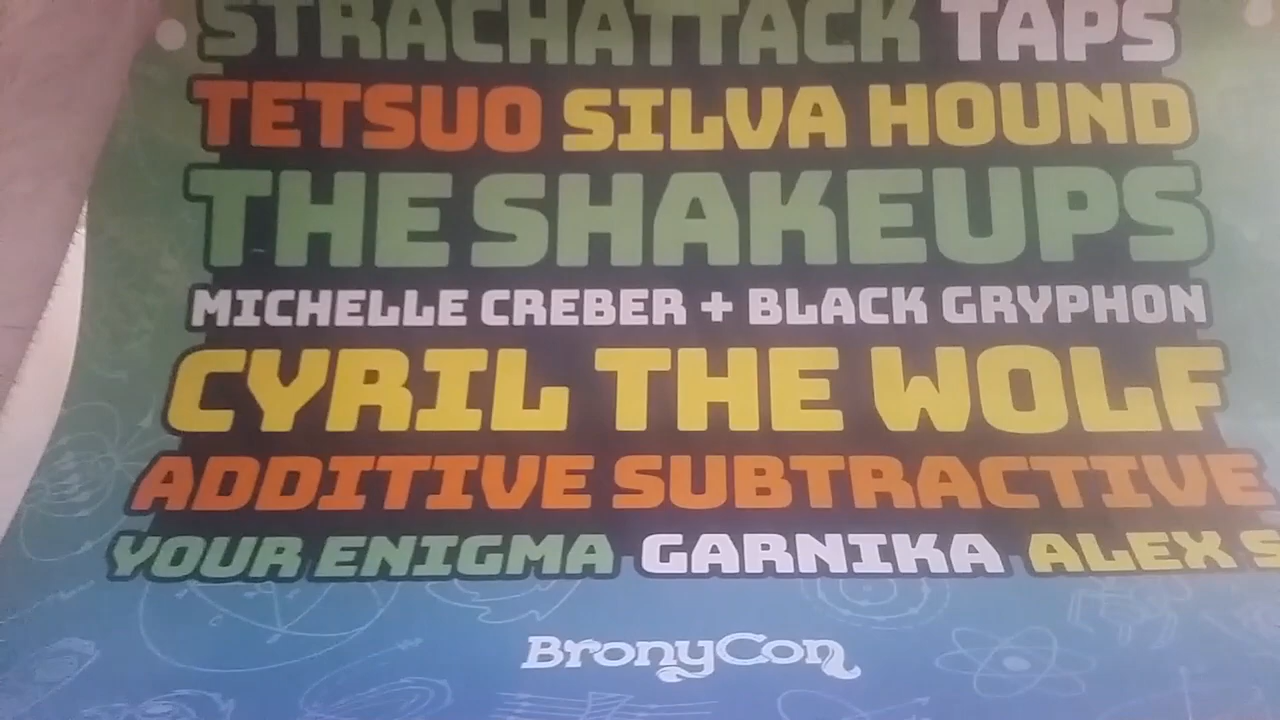 STRACHATTACK TAPS
TETSUO SILVA HOUND
THE SHAKEUPS
MICHELLE CREBER + BLACK GRYPHON
CYRIL THE WOLF
ADDITIVE SUBTRACTIVE
YOUR ENIGMA GARNIKA ALEX S
BronyCon